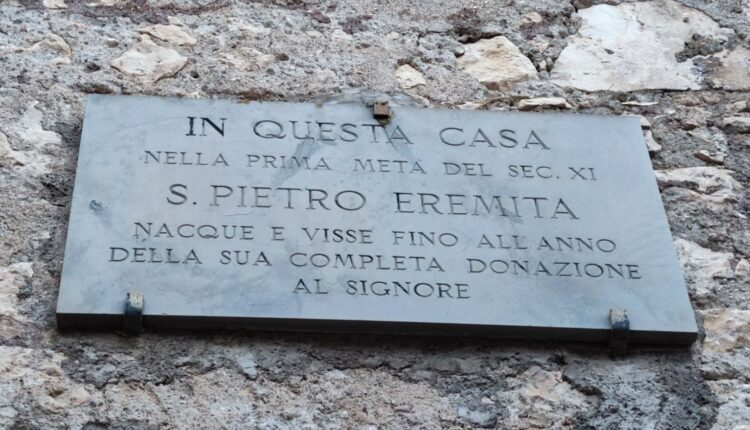 IN QUESTA CASA
NELLA PRIMA METÀ DEL SEC. XI
S. PIETRO EREMITA
NACQUE E VISSE FINO ALL'ANNO
DELLA SUA COMPLETA DONAZIONE
AL SIGNORE